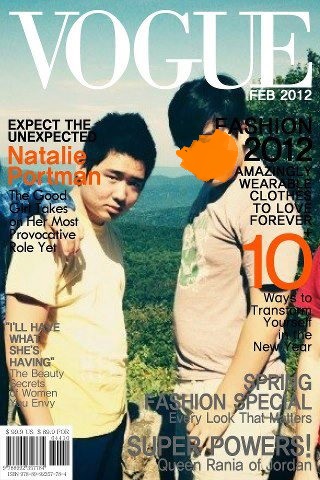 VOGUE
FEB 2012
EXPECT THE
UNEXPECTED
Natalie
Portman
The Good
Girl Takes
on Her Most
Provocative
Role Yet
FASHION
2012
AMAZINGLY
WEARABLE
CLOTHES
TO LOVE
FOREVER
10
Ways to
Transform
Yourself
in the
New Year
"I'LL HAVE
WHAT
SHE'S
HAVING"
The Beauty
Secrets
of Women
You Envy
SPRING
FASHION SPECIAL
Every Look That Matters
SUPER POWERS!
Queen Rania of Jordan